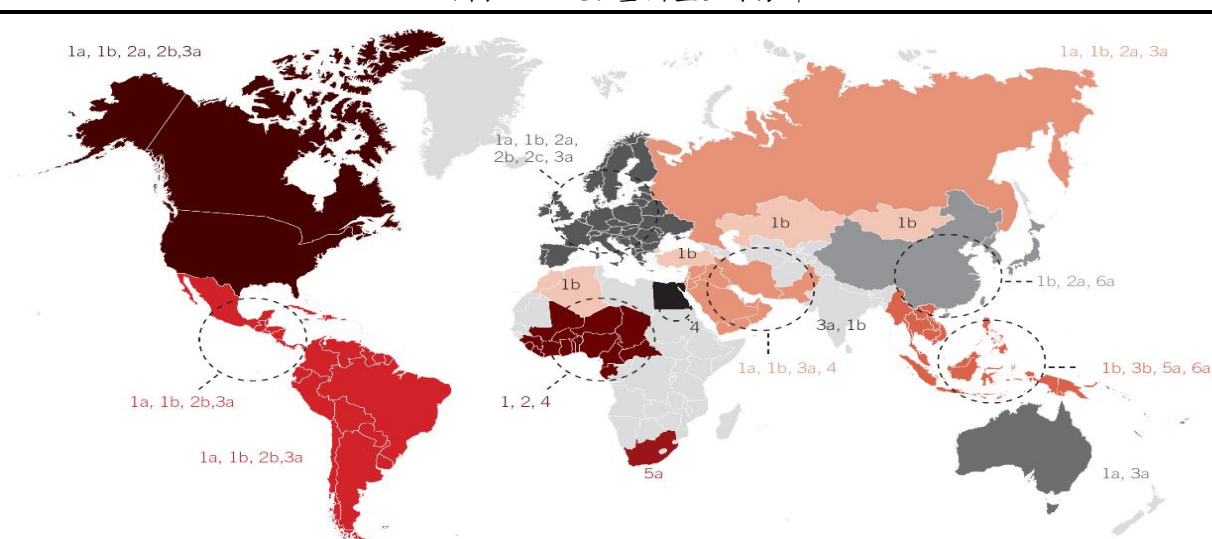 1a, 1b, 2a, 2b,3a
1a, 1b, 2a, 3a
1a, 1b, 2a,
2b, 2c, 3a
1b
1b
1b
1b
1b, 2a, 6a
4
3a, 1b
1a, 1b, 3a, 4
1b, 3b, 5a, 6a
1a, 1b, 2b,3a
1, 2, 4
1a, 1b, 2b,3a
5a
1a, 3a